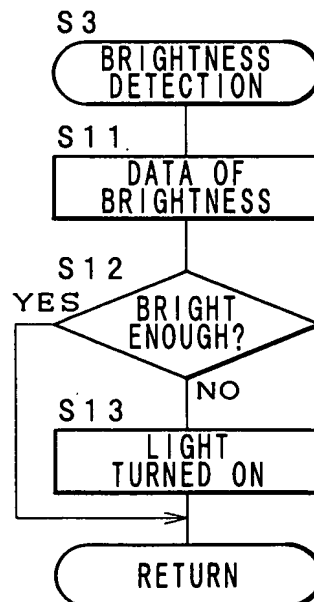 S3
BRIGHTNESS
DETECTION
S11
DATA OF
BRIGHTNESS
S12
YES
BRIGHT
ENOUGH?
NO
S13
LIGHT
TURNED ON
RETURN